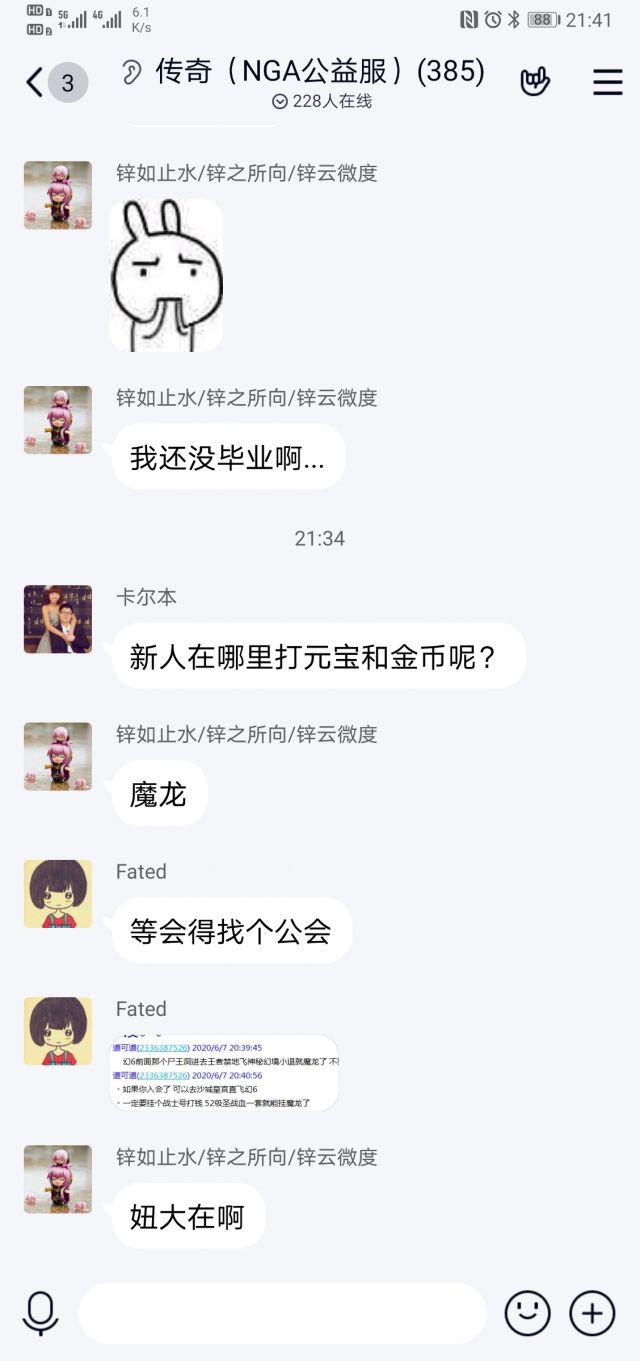 HD 1 5G 4G 6.1 88 21:41
HD 2 K/s
3 传奇（NGA公益服）(385)
228人在线
锌如止水/锌之所向/锌云微度
锌如止水/锌之所向/锌云微度
我还没毕业啊...
21:34
卡尔本
新人在哪里打元宝和金币呢？
锌如止水/锌之所向/锌云微度
魔龙
Fated
等会得找个公会
Fated
道可道(2336387526) 2020/6/7 20:39:45
幻6前面那个尸王洞进去王者禁地飞神秘幻境小退就魔龙了 不
道可道(2336387526) 2020/6/7 20:40:56
• 如果你入会了 可以去沙城皇宫直飞幻6
• 一定要挂个战士号打钱 52级圣战血一套就能挂魔龙了
锌如止水/锌之所向/锌云微度
妞大在啊